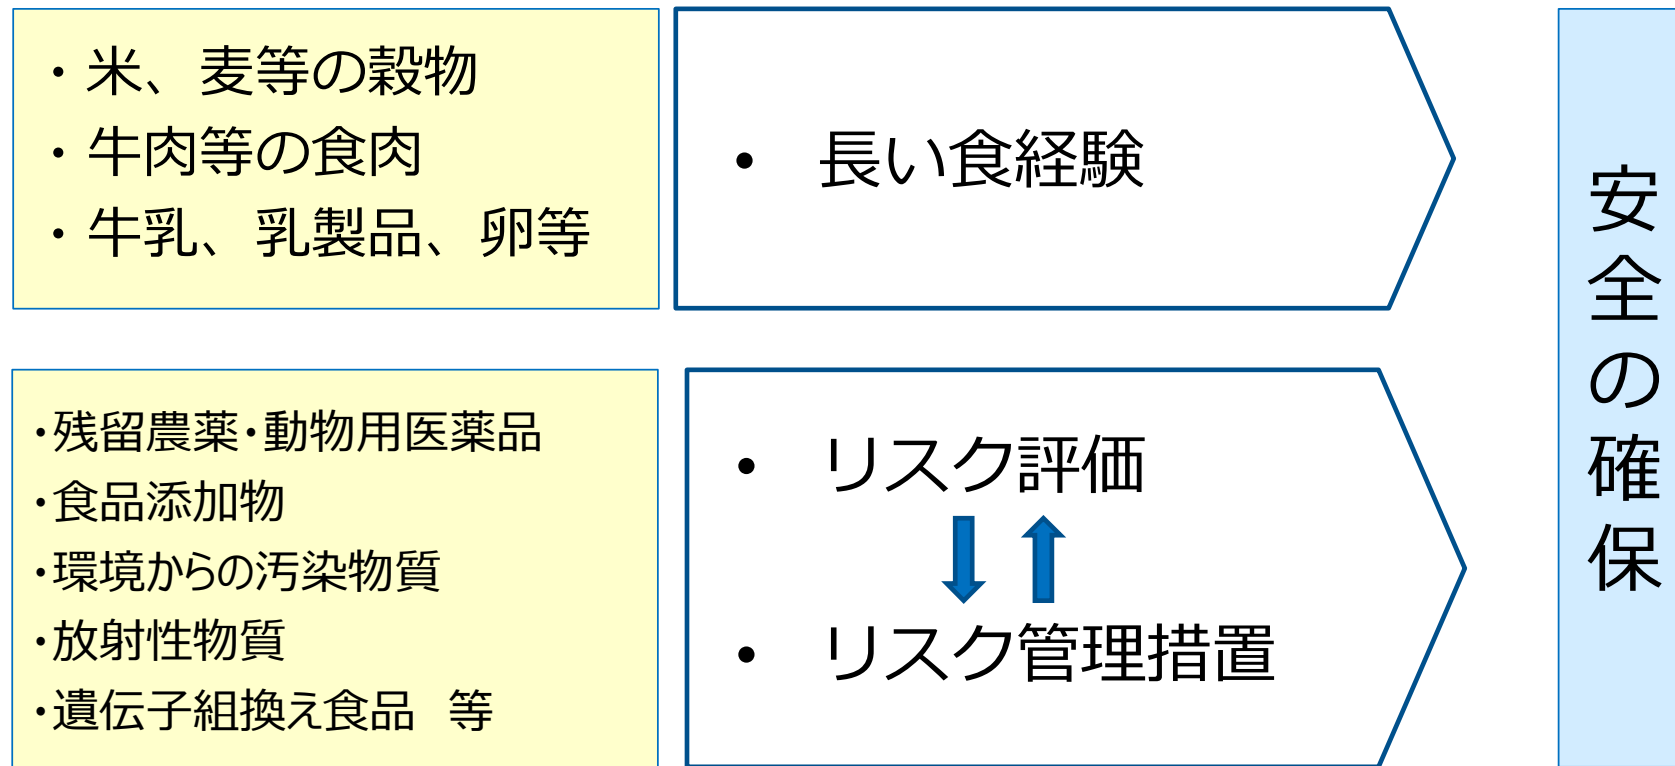 ・米、麦等の穀物
・牛肉等の食肉
・牛乳、乳製品、卵等
• 長い食経験
・残留農薬・動物用医薬品
・食品添加物
・環境からの汚染物質
・放射性物質
・遺伝子組換え食品　等
• リスク評価
• リスク管理措置
安全の確保